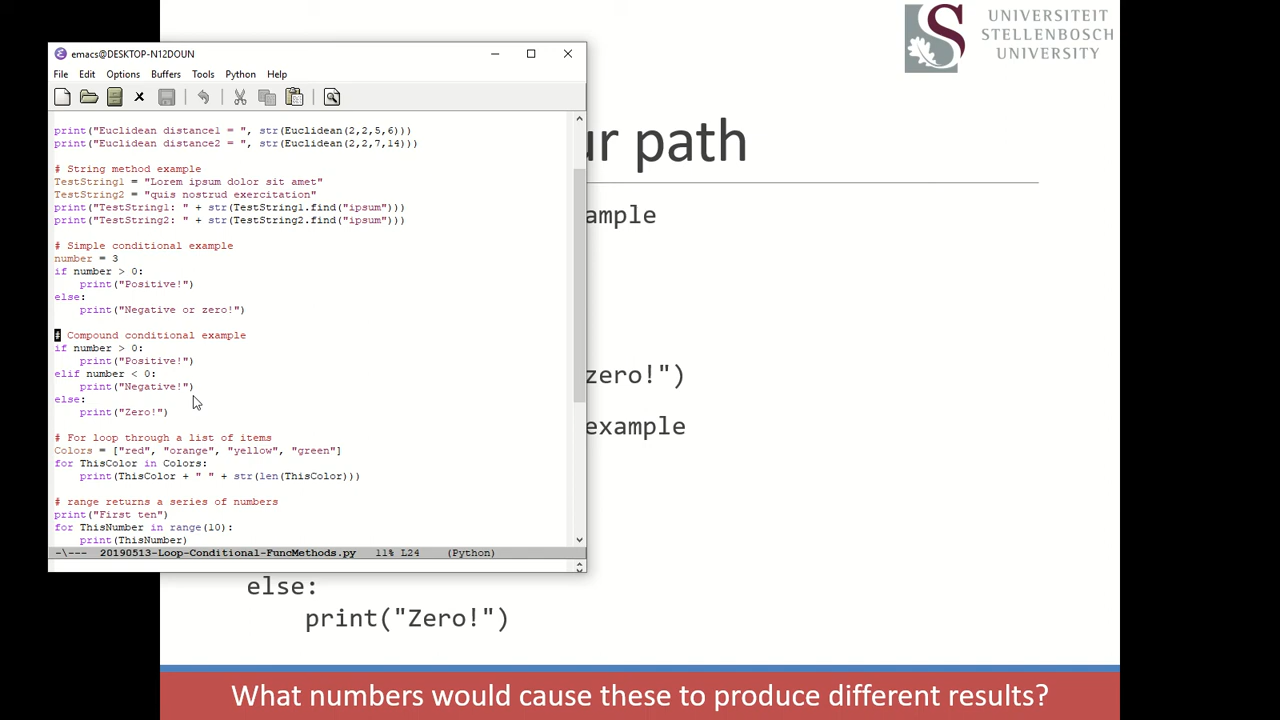 UNIVERSITEIT
STELLENBOSCH
UNIVERSITY
emacs@DESKTOP-N12DOUN
File Edit Options Buffers Tools Python Help
print("Euclidean distance1 = ", str(Euclidean(2,2,5,6)))
print("Euclidean distance2 = ", str(Euclidean(2,2,7,14)))
# String method example
TestString1 = "Lorem ipsum dolor sit amet"
TestString2 = "quis nostrud exercitation"
print("TestString1: " + str(TestString1.find("ipsum")))
print("TestString2: " + str(TestString2.find("ipsum")))
# Simple conditional example
number = 3
if number > 0:
    print("Positive!")
else:
    print("Negative or zero!")
# Compound conditional example
if number > 0:
    print("Positive!")
elif number < 0:
    print("Negative!")
else:
    print("Zero!")
# For loop through a list of items
Colors = ["red", "orange", "yellow", "green"]
for ThisColor in Colors:
    print(ThisColor + " " + str(len(ThisColor)))
# range returns a series of numbers
print("First ten")
for ThisNumber in range(10):
    print(ThisNumber)
-\--- 20190513-Loop-Conditional-FuncMethods.py 11% L24 (Python)
ur path
ample
zero!")
example
else:
    print("Zero!")
What numbers would cause these to produce different results?